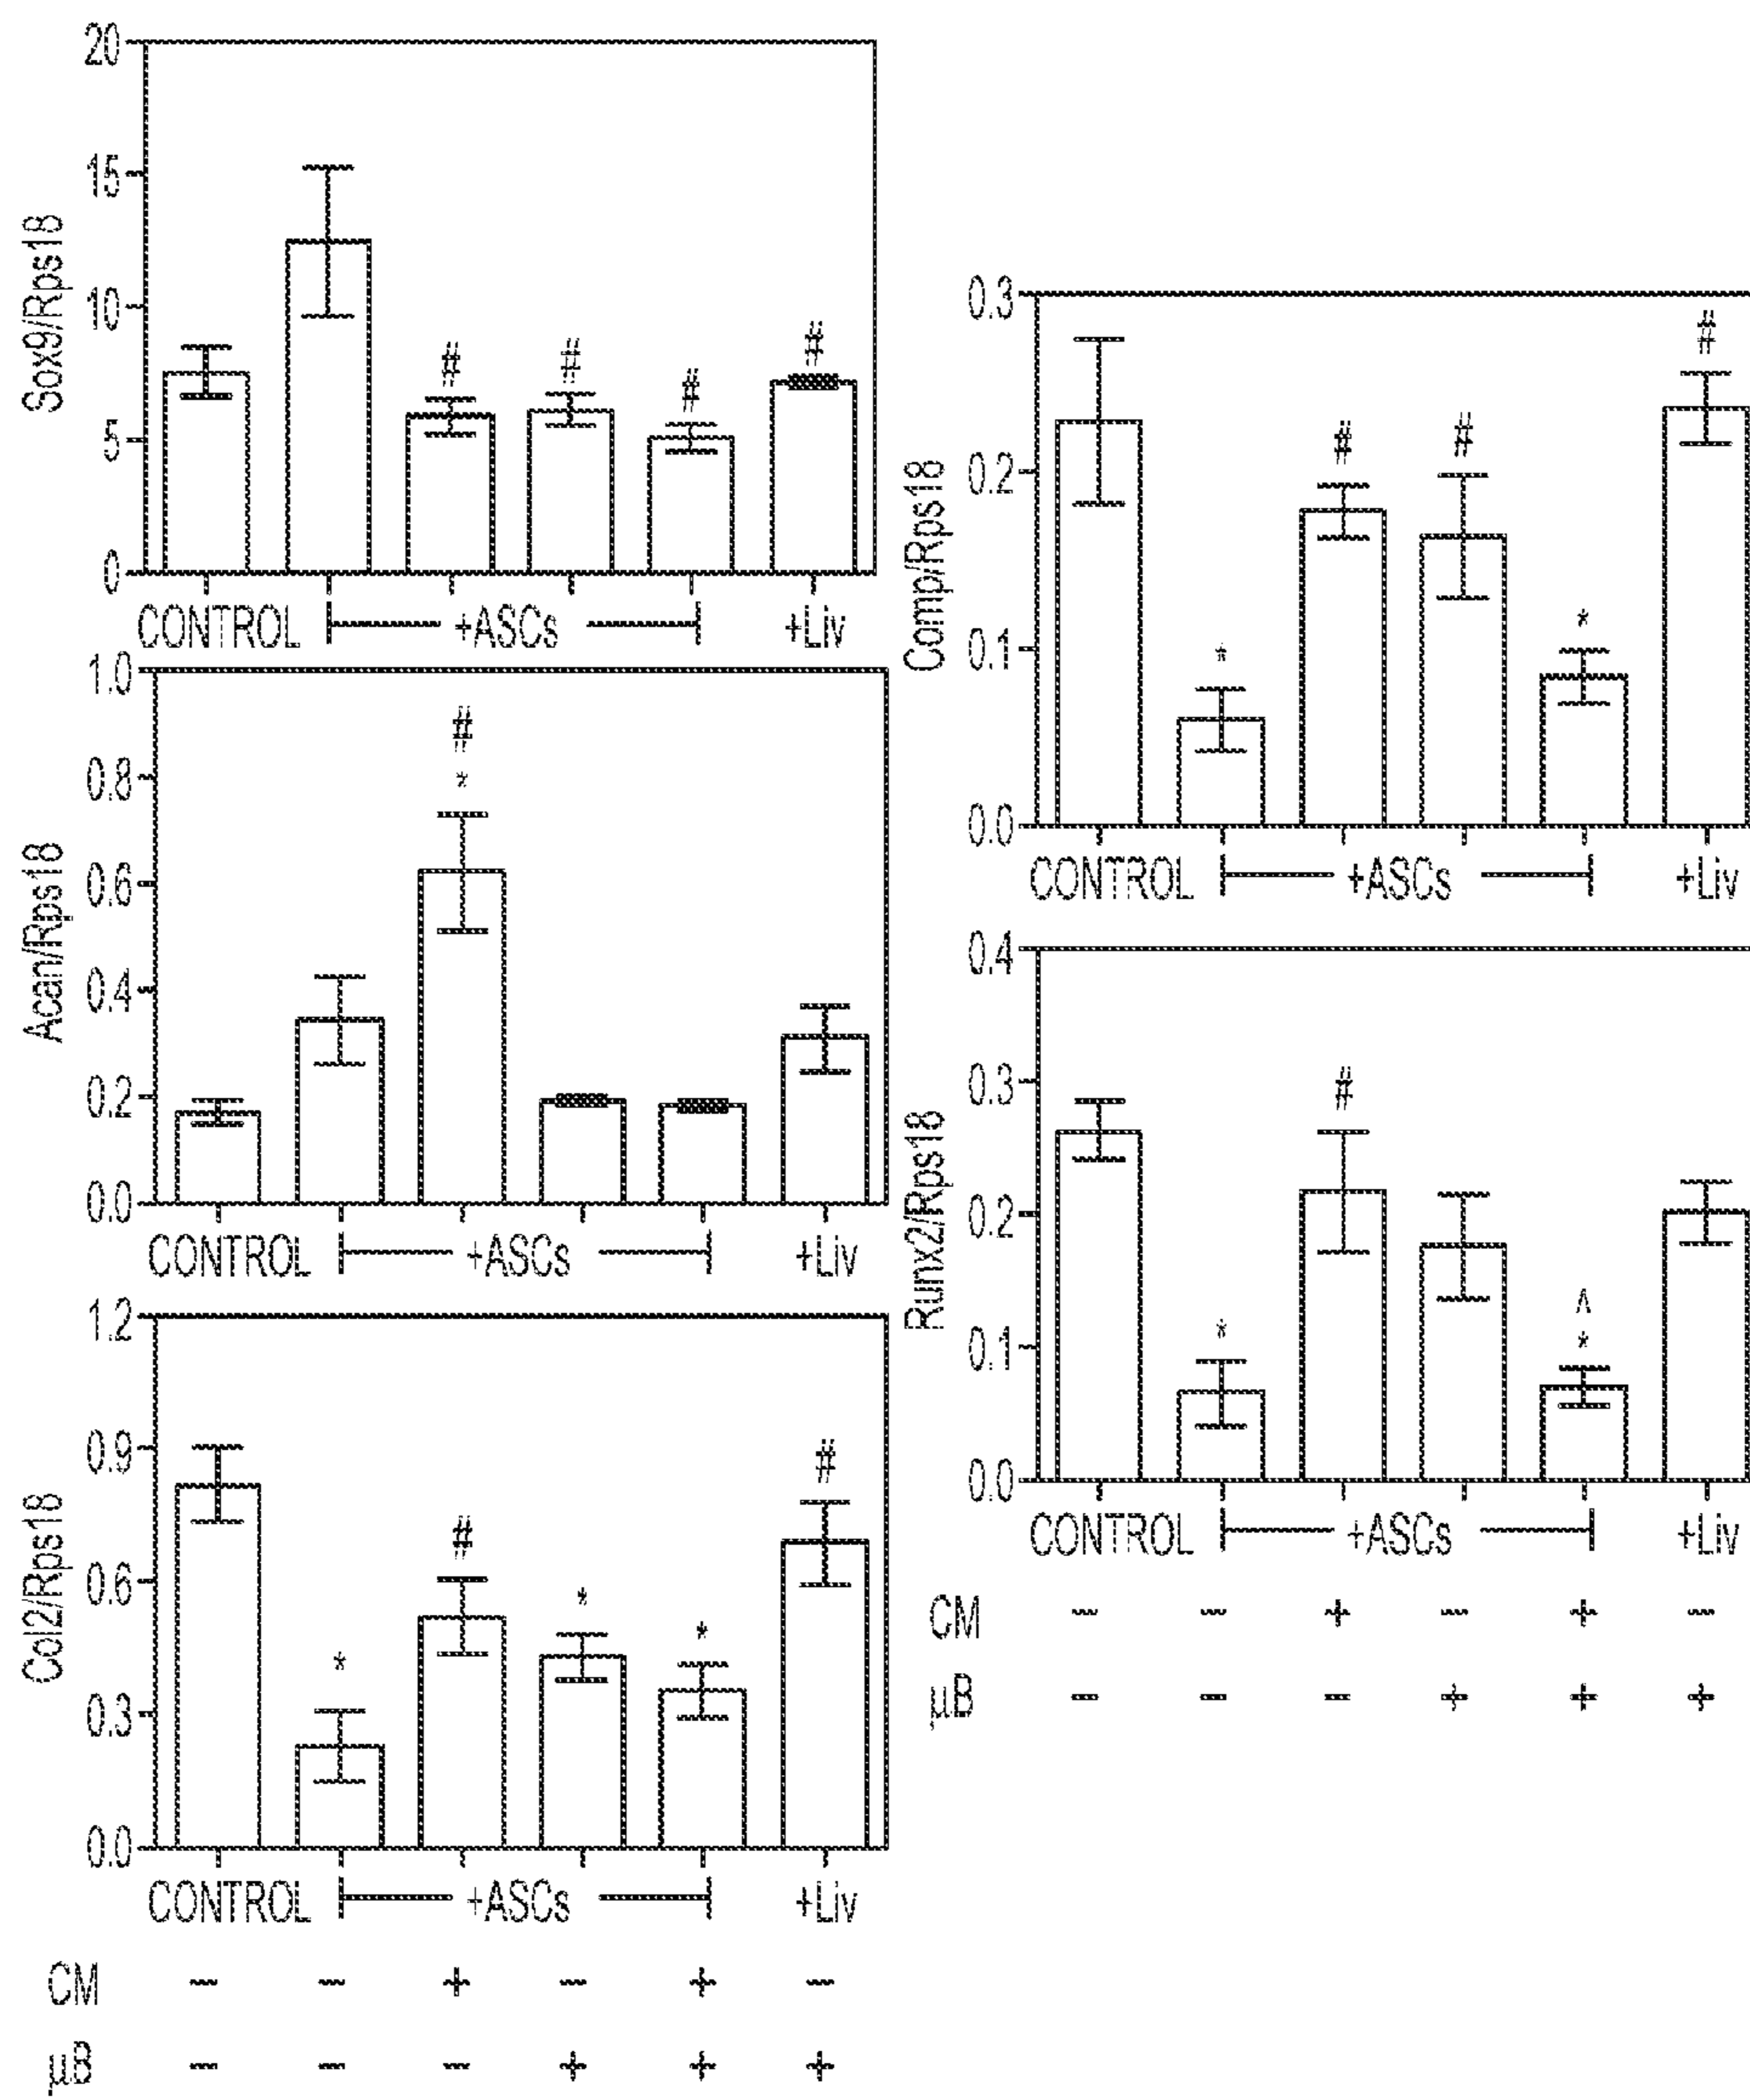 20
15
10
5
0
Sox9/Rps18
#
#
#
#
CONTROL
+ASCs
+Liv
1.0
0.8
0.6
0.4
0.2
0.0
Acan/Rps18
#
*
CONTROL
+ASCs
+Liv
1.2
0.9
0.6
0.3
0.0
Col2/Rps18
*
#
*
*
#
CONTROL
+ASCs
+Liv
CM − − + − + −
µB − − − + + +
0.3
0.2
0.1
0.0
Comp/Rps18
*
#
#
*
#
CONTROL
+ASCs
+Liv
0.4
0.3
0.2
0.1
0.0
Runx2/Rps18
*
#
^
*
CONTROL
+ASCs
+Liv
CM − − + − + −
µB − − − + + +